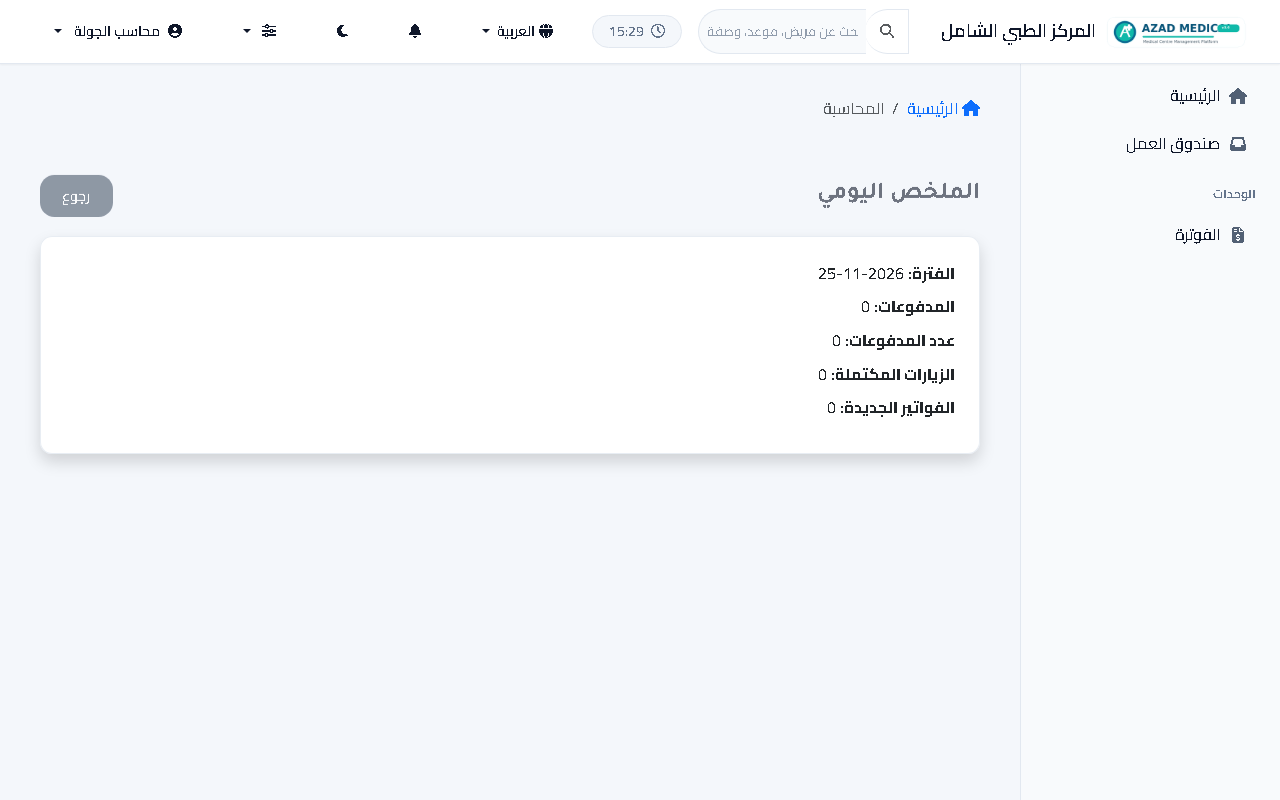 AZAD MEDIC
Medical Centre Management Platform
المركز الطبي الشامل
حث عن مريض، موعد، وصفة
15:29
العربية
محاسب الجولة
الرئيسية
صندوق العمل
الوحدات
الفوترة
الرئيسية / المحاسبة
الملخص اليومي
رجوع
الفترة: 2026-11-25
المدفوعات: 0
عدد المدفوعات: 0
الزيارات المكتملة: 0
الفواتير الجديدة: 0